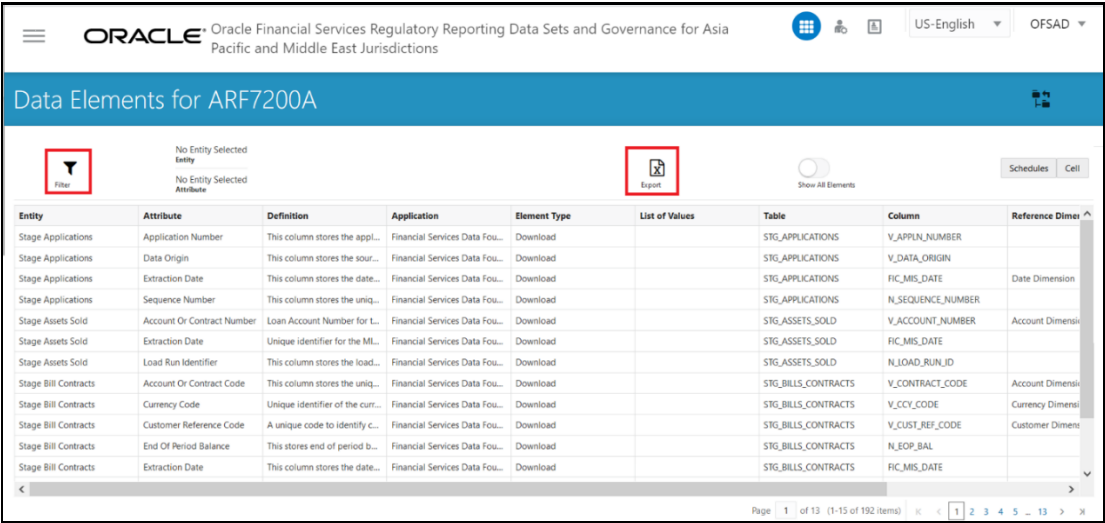 ORACLE® Oracle Financial Services Regulatory Reporting Data Sets and Governance for Asia
Pacific and Middle East Jurisdictions
US-English
OFSAD
Data Elements for ARF7200A
Filter
No Entity Selected
Entity
No Entity Selected
Attribute
Export
Show All Elements
Schedules Cell
Entity Attribute Definition Application Element Type List of Values Table Column Reference Dimen
Stage Applications Application Number This column stores the appl... Financial Services Data Fou... Download STG_APPLICATIONS V_APPLN_NUMBER
Stage Applications Data Origin This column stores the sour... Financial Services Data Fou... Download STG_APPLICATIONS V_DATA_ORIGIN
Stage Applications Extraction Date This column stores the date... Financial Services Data Fou... Download STG_APPLICATIONS FIC_MIS_DATE Date Dimension
Stage Applications Sequence Number This column stores the uniq... Financial Services Data Fou... Download STG_APPLICATIONS N_SEQUENCE_NUMBER
Stage Assets Sold Account Or Contract Number Loan Account Number for t... Financial Services Data Fou... Download STG_ASSETS_SOLD V_ACCOUNT_NUMBER Account Dimensi
Stage Assets Sold Extraction Date Unique identifier for the MI... Financial Services Data Fou... Download STG_ASSETS_SOLD FIC_MIS_DATE
Stage Assets Sold Load Run Identifier This column stores the load... Financial Services Data Fou... Download STG_ASSETS_SOLD N_LOAD_RUN_ID
Stage Bill Contracts Account Or Contract Code This column stores the uniq... Financial Services Data Fou... Download STG_BILLS_CONTRACTS V_CONTRACT_CODE Account Dimensi
Stage Bill Contracts Currency Code Unique identifier of the curr... Financial Services Data Fou... Download STG_BILLS_CONTRACTS V_CCY_CODE Currency Dimensi
Stage Bill Contracts Customer Reference Code A unique code to identify c... Financial Services Data Fou... Download STG_BILLS_CONTRACTS V_CUST_REF_CODE Customer Dimens
Stage Bill Contracts End Of Period Balance This stores end of period b... Financial Services Data Fou... Download STG_BILLS_CONTRACTS N_EOP_BAL
Stage Bill Contracts Extraction Date This column stores the date... Financial Services Data Fou... Download STG_BILLS_CONTRACTS FIC_MIS_DATE
Page 1 of 13 (1-15 of 192 items) 1 2 3 4 5 ... 13